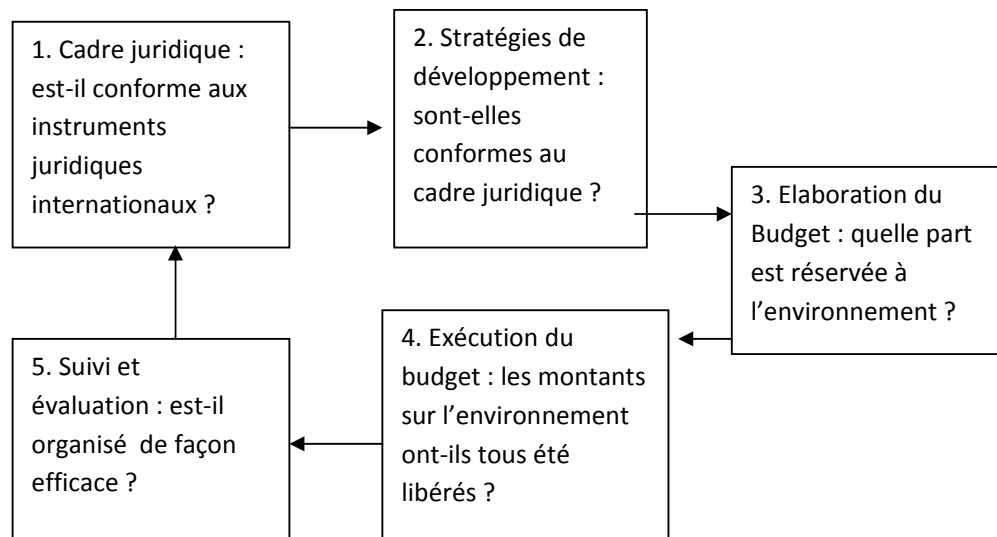 1. Cadre juridique :
est-il conforme aux
instruments
juridiques
internationaux ?
2. Stratégies de
développement :
sont-elles
conformes au
cadre juridique ?
3. Elaboration du
Budget : quelle part
est réservée à
l’environnement ?
4. Exécution du
budget : les montants
sur l’environnement
ont-ils tous été
libérés ?
5. Suivi et
évaluation : est-il
organisé  de façon
efficace ?